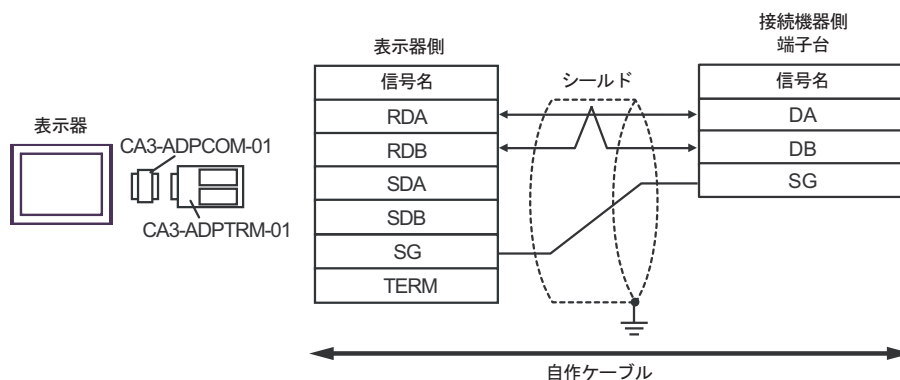 表示器
CA3-ADPCOM-01
CA3-ADPTRM-01
表示器側
信号名
RDA
RDB
SDA
SDB
SG
TERM
シールド
接続機器側
端子台
信号名
DA
DB
SG
自作ケーブル